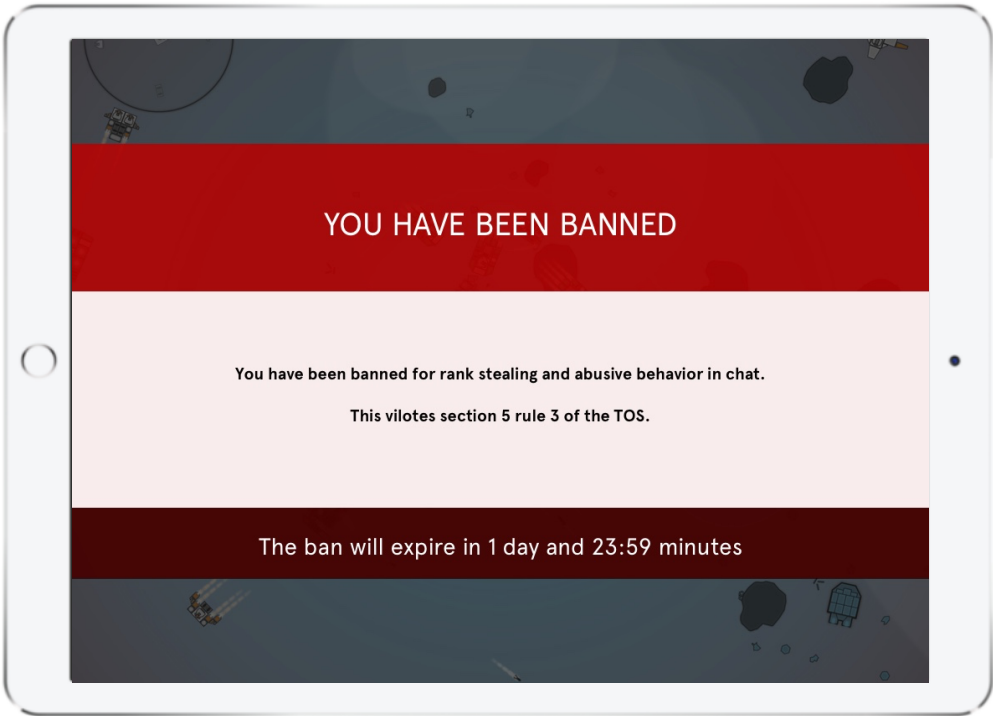 YOU HAVE BEEN BANNED
You have been banned for rank stealing and abusive behavior in chat.
This vilotes section 5 rule 3 of the TOS.
The ban will expire in 1 day and 23:59 minutes